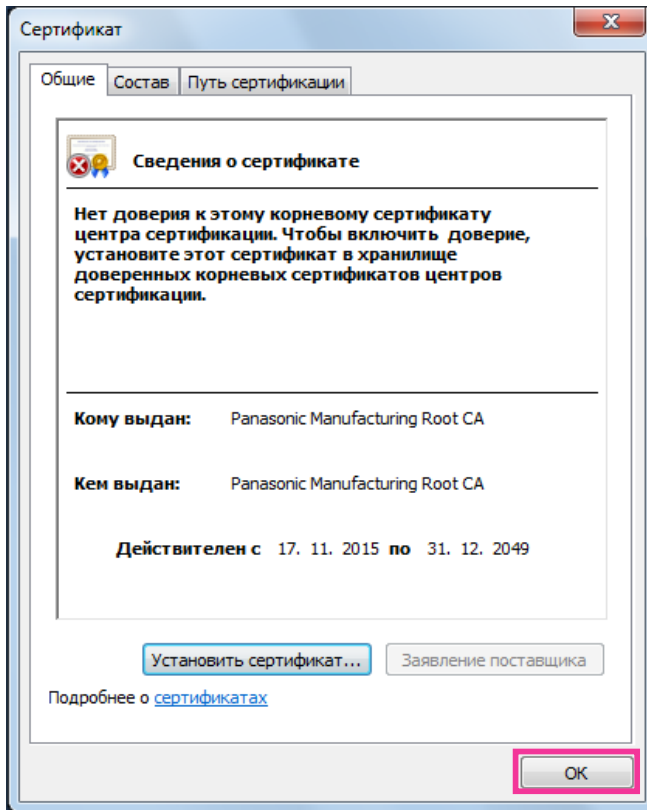 Сертификат
Общие Состав Путь сертификации
Сведения о сертификате
Нет доверия к этому корневому сертификату
центра сертификации. Чтобы включить доверие,
установите этот сертификат в хранилище
доверенных корневых сертификатов центров
сертификации.
Кому выдан: Panasonic Manufacturing Root CA
Кем выдан: Panasonic Manufacturing Root CA
Действителен с 17. 11. 2015 по 31. 12. 2049
Установить сертификат... Заявление поставщика
Подробнее о сертификатах
ОК